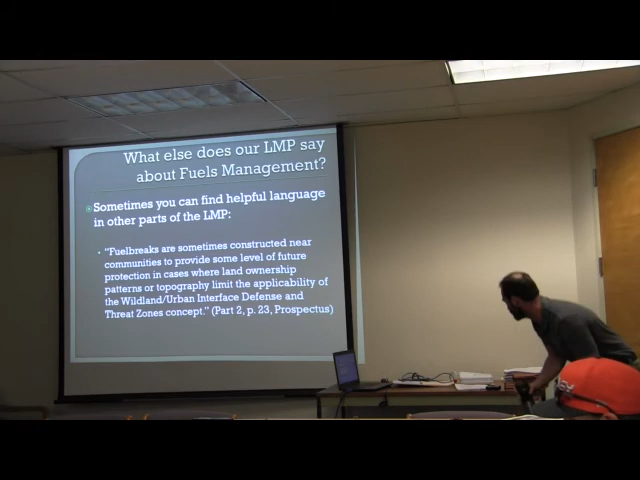 What else does our LMP say
about Fuels Management?
Sometimes you can find helpful language
in other parts of the LMP:
"Fuelbreaks are sometimes constructed near
communities to provide some level of future
protection in cases where land ownership
patterns or topography limit the applicability of
the Wildland/Urban Interface Defense and
Threat Zones concept." (Part 2, p. 23, Prospectus)